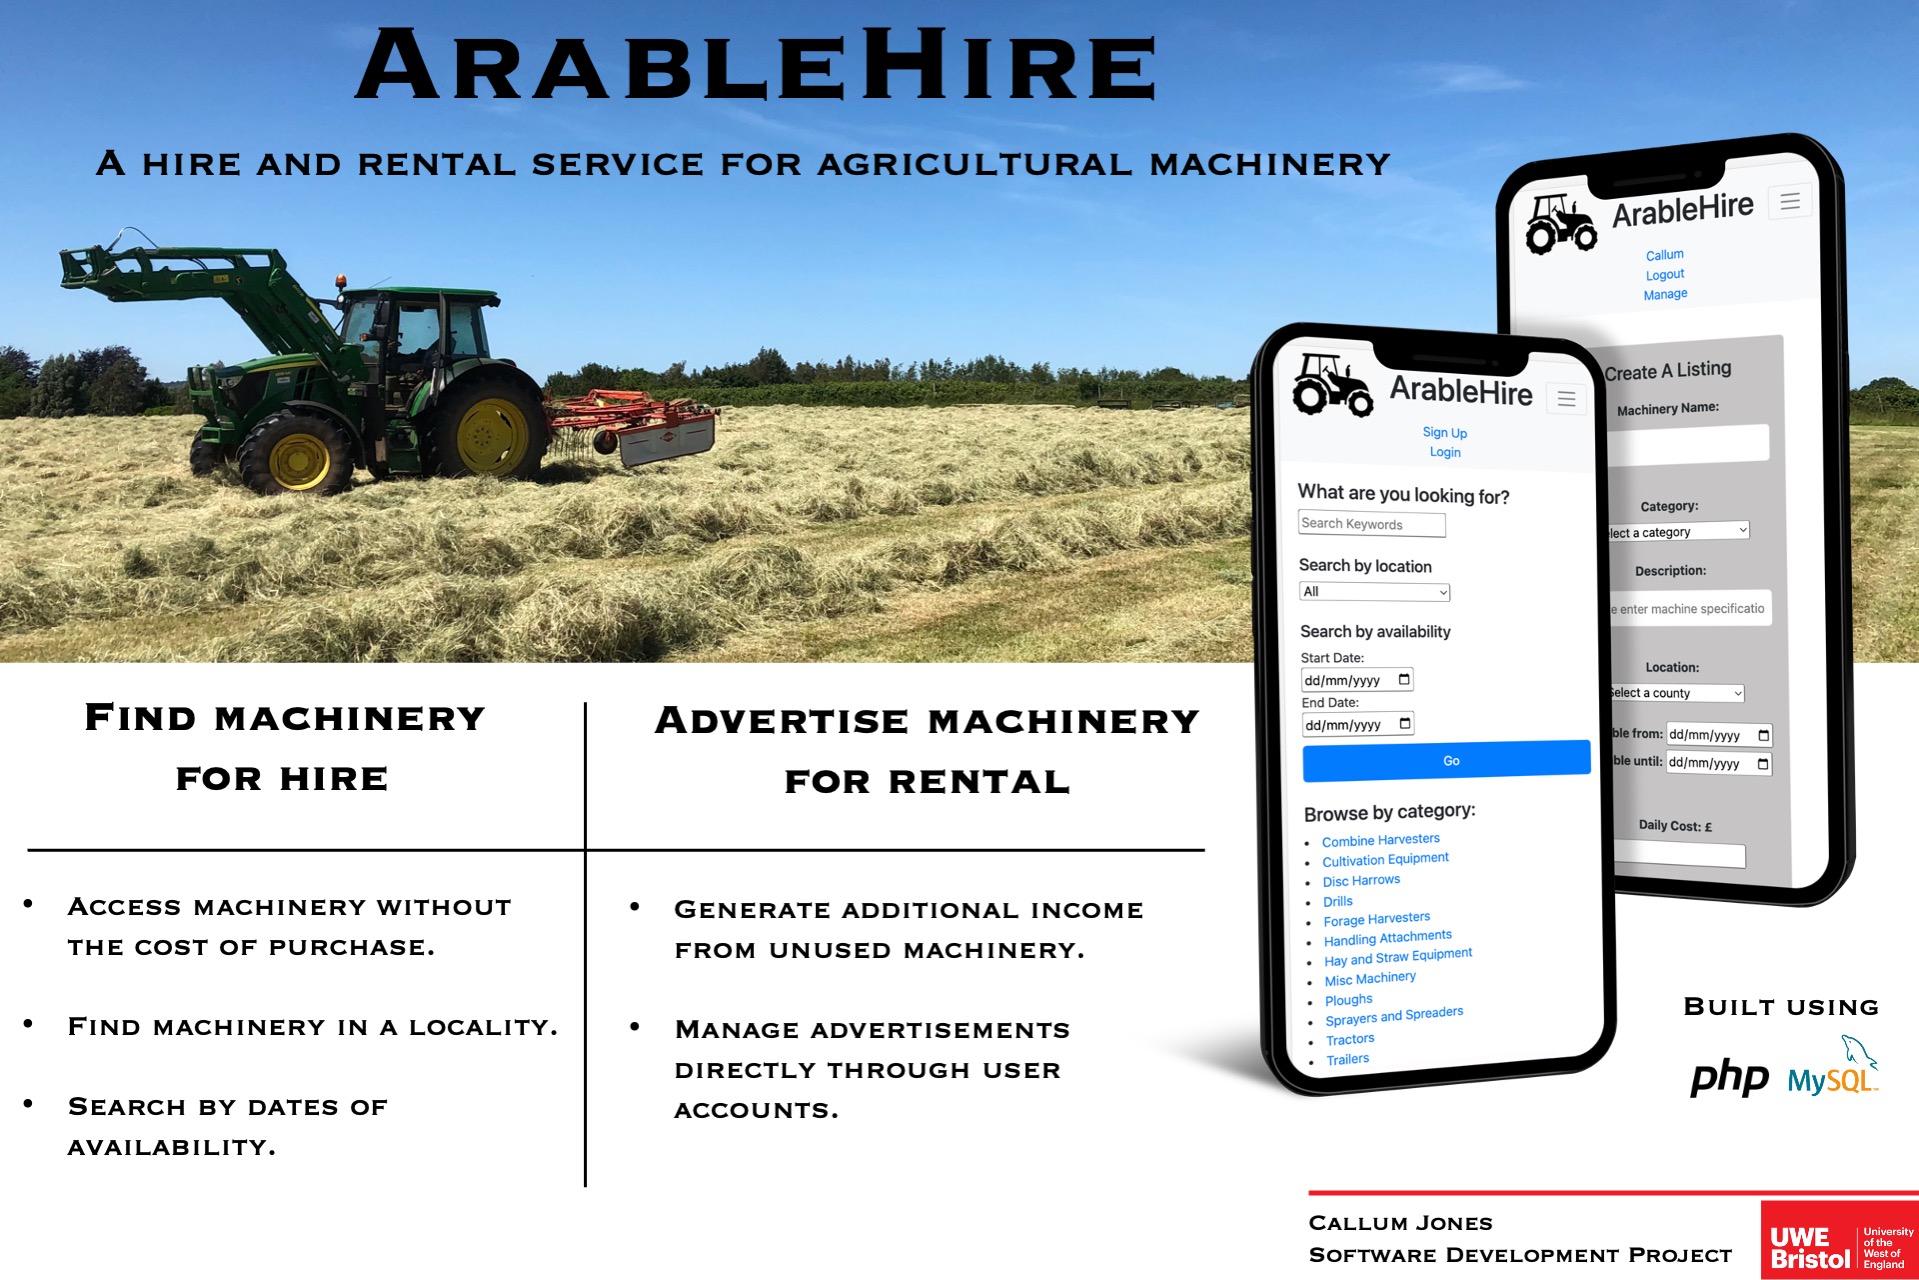 ArableHire
A hire and rental service for agricultural machinery
Find machinery
for hire
Access machinery without
the cost of purchase.
Find machinery in a locality.
Search by dates of
availability.
Advertise machinery
for rental
Generate additional income
from unused machinery.
Manage advertisements
directly through user
accounts.
ArableHire
Sign Up
Login
What are you looking for?
Search Keywords
Search by location
All
Search by availability
Start Date:
dd/mm/yyyy
End Date:
dd/mm/yyyy
Go
Browse by category:
Combine Harvesters
Cultivation Equipment
Disc Harrows
Drills
Forage Harvesters
Handling Attachments
Hay and Straw Equipment
Misc Machinery
Ploughs
Sprayers and Spreaders
Tractors
Trailers
ArableHire
Callum
Logout
Manage
Create A Listing
Machinery Name:
Category:
a category
Description:
enter machine specificatio
Location:
Select a county
from: dd/mm/yyyy
until: dd/mm/yyyy
Daily Cost: £
Built using
php MySQL
Callum Jones
Software Development Project
UWE Bristol
University
of the
West of
England